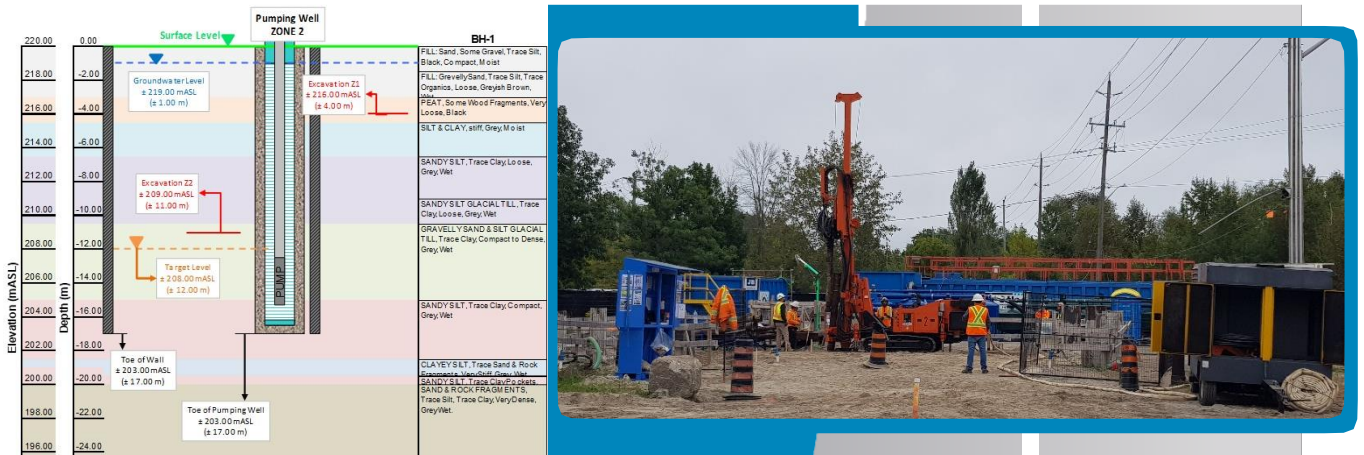 Pumping Well
ZONE 2
Surface Level
BH-1
220.00
218.00
216.00
214.00
212.00
210.00
208.00
206.00
204.00
202.00
200.00
198.00
196.00
Elevation (mASL)
0.00
-2.00
-4.00
-6.00
-8.00
-10.00
-12.00
-14.00
-16.00
-18.00
-20.00
-22.00
-24.00
Depth (m)
Groundwater Level
± 219.00 mASL
(± 1.00 m)
Excavation Z1
± 216.00 mASL
(± 4.00 m)
Excavation Z2
± 209.00 mASL
(± 11.00 m)
Target Level
± 208.00 mASL
(± 12.00 m)
PUMP
Toe of Wall
± 203.00 mASL
(± 17.00 m)
Toe of Pumping Well
± 203.00 mASL
(± 17.00 m)
FILL: Sand, Some Gravel, Trace Silt,
Black, Compact, Moist
FILL: GrevellySand, Trace Silt, Trace
Organics, Loose, Greyish Brown,
Wet
PEAT, Some Wood Fragments, Very
Loose, Black
SILT & CLAY, stiff, Grey, Moist
SANDY SILT, Trace Clay, Loose,
Grey, Wet
SANDY SILT GLACIAL TILL, Trace
Clay, Loose, Grey, Wet
GRAVELLY SAND & SILT GLACIAL
TILL, Trace Clay, Compact to Dense,
Grey, Wet
SANDY SILT, Trace Clay, Compact,
Grey, Wet
CLAYEY SILT, Trace Sand & Rock
Fragments, Very Stiff, Grey, Wet
SANDY SILT, Trace Clay Pockets,
SAND & ROCK FRAGMENTS,
Trace Silt, Trace Clay, Very Dense,
Grey Wet.